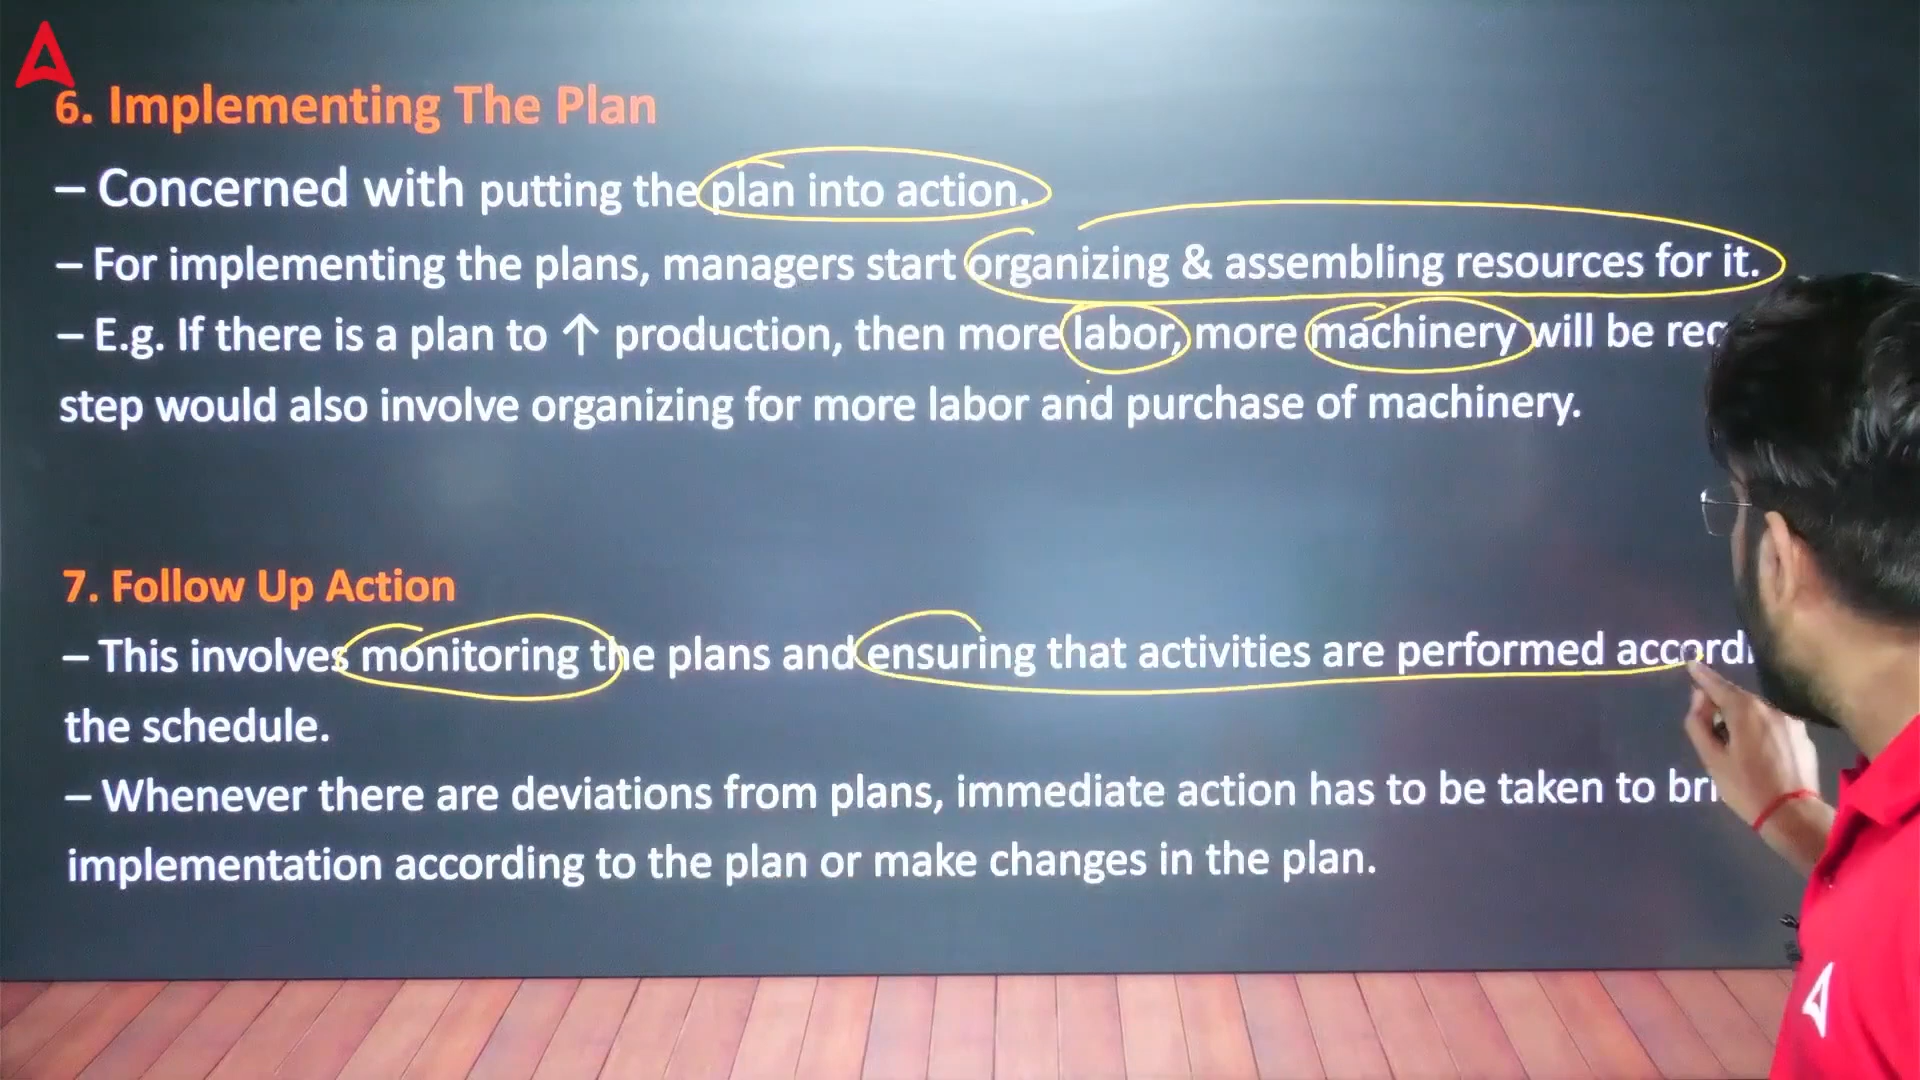 6. Implementing The Plan
– Concerned with putting the plan into action.
– For implementing the plans, managers start organizing & assembling resources for it.
– E.g. If there is a plan to ↑ production, then more labor, more machinery will be
step would also involve organizing for more labor and purchase of machinery.
7. Follow Up Action
– This involves monitoring the plans and ensuring that activities are performed
the schedule.
– Whenever there are deviations from plans, immediate action has to be taken to
implementation according to the plan or make changes in the plan.